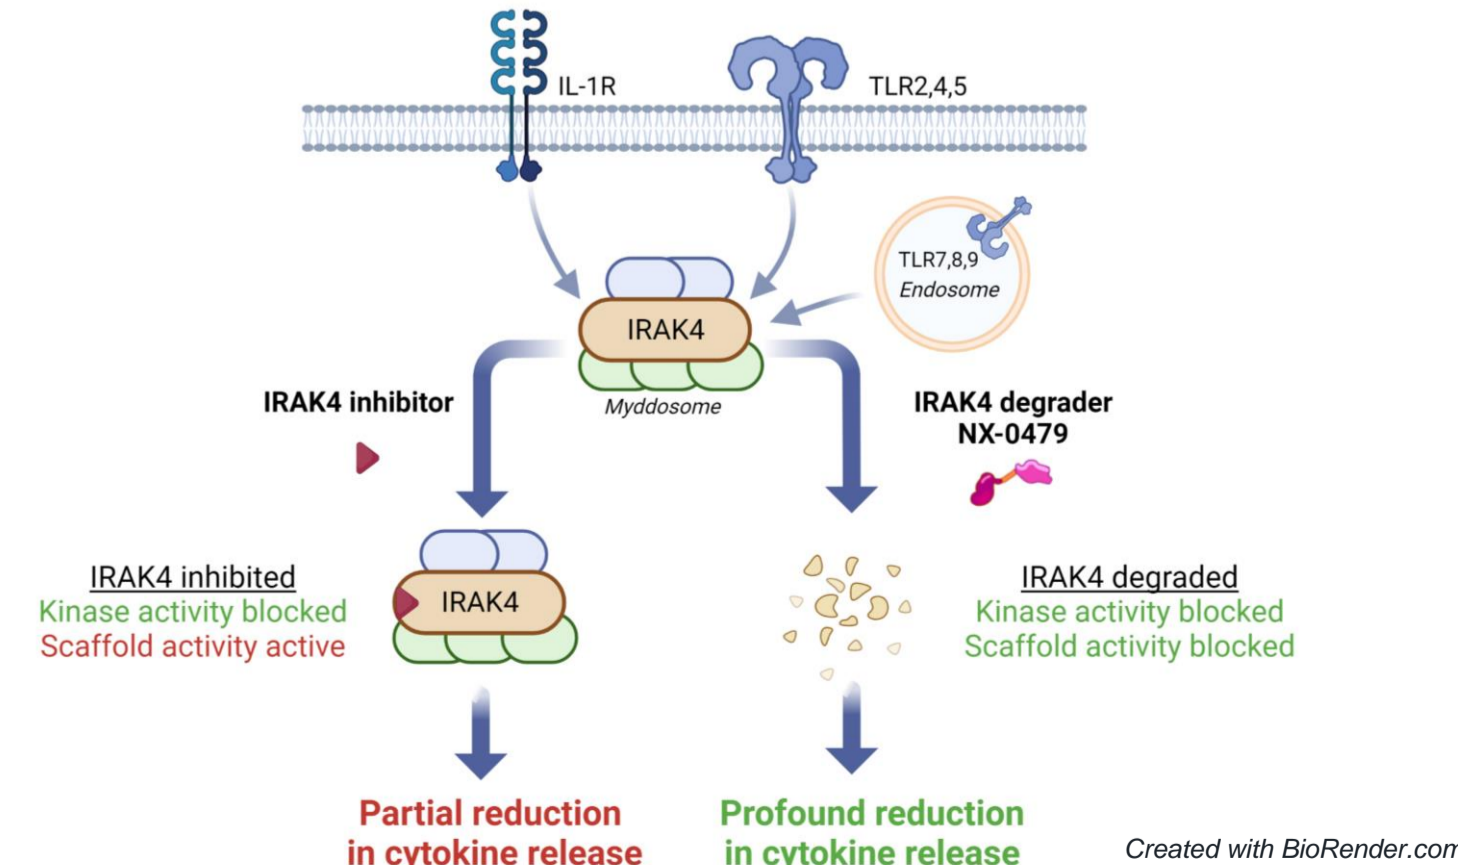 IL-1R
TLR2,4,5
TLR7,8,9
Endosome
IRAK4
Myddosome
IRAK4 inhibitor
IRAK4 degrader
NX-0479
IRAK4 inhibited
Kinase activity blocked
Scaffold activity active
IRAK4
IRAK4 degraded
Kinase activity blocked
Scaffold activity blocked
Partial reduction
in cytokine release
Profound reduction
in cytokine release
Created with BioRender.com